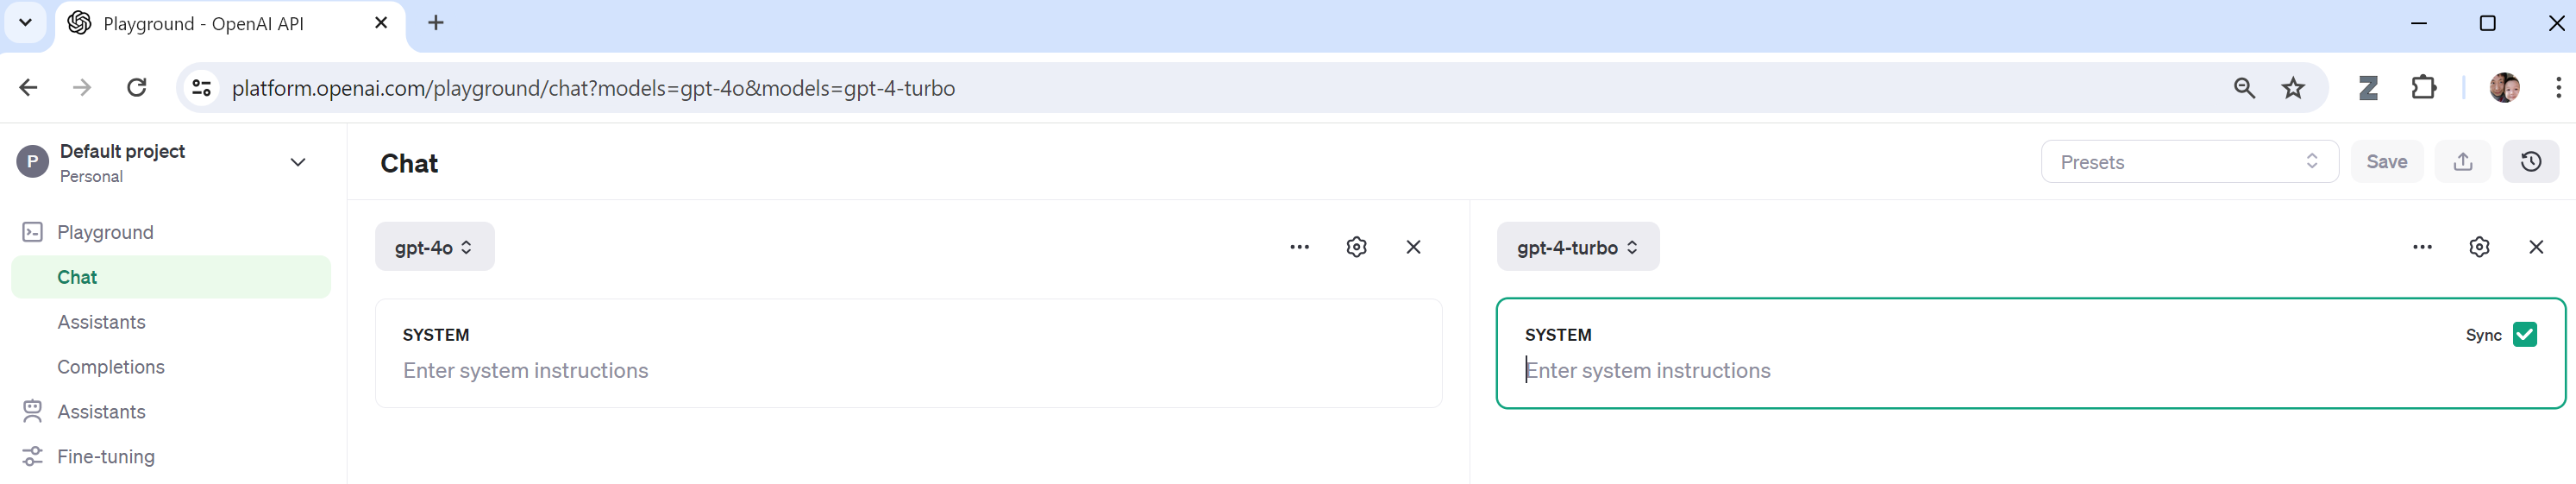 Playground - OpenAI API
platform.openai.com/playground/chat?models=gpt-4o&models=gpt-4-turbo
P
Default project
Personal
Chat
Presets
Save
Playground
Chat
Assistants
Completions
Assistants
Fine-tuning
gpt-4o
gpt-4-turbo
SYSTEM
Enter system instructions
SYSTEM
Sync
Enter system instructions